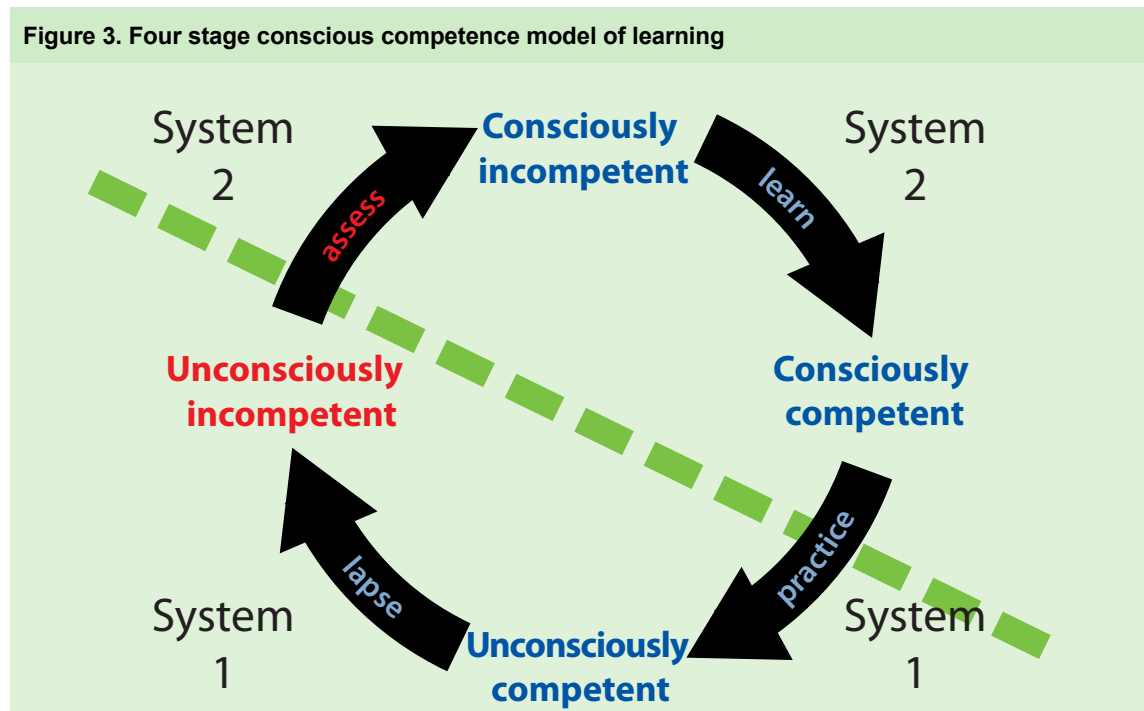 Figure 3. Four stage conscious competence model of learning
System
2
Consciously
incompetent
System
2
assess
learn
Unconsciously
incompetent
Consciously
competent
lapse
practice
System
1
Unconsciously
competent
System
1